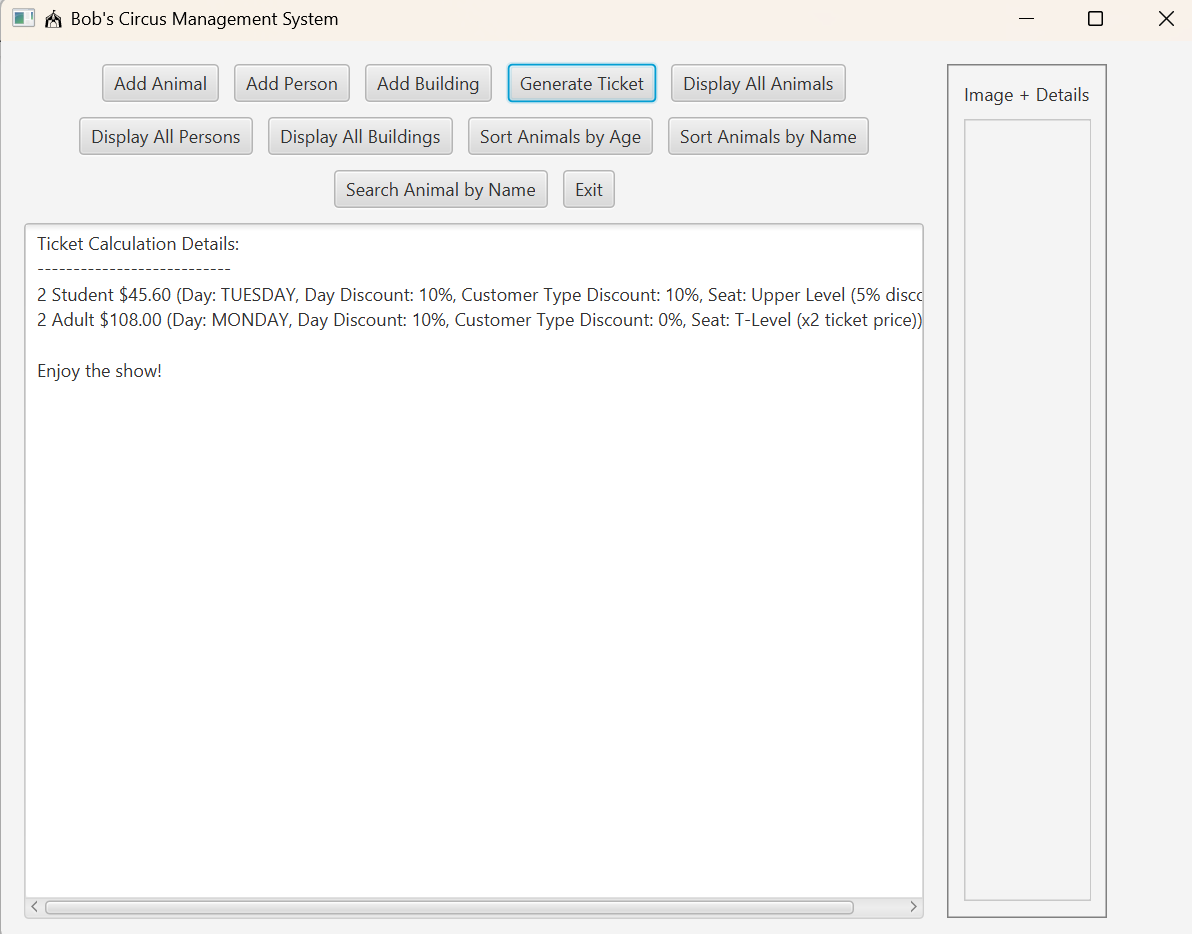 Bob's Circus Management System
Add Animal Add Person Add Building Generate Ticket Display All Animals
Display All Persons Display All Buildings Sort Animals by Age Sort Animals by Name
Search Animal by Name Exit
Image + Details
Ticket Calculation Details:
---------------------------
2 Student $45.60 (Day: TUESDAY, Day Discount: 10%, Customer Type Discount: 10%, Seat: Upper Level (5%
2 Adult $108.00 (Day: MONDAY, Day Discount: 10%, Customer Type Discount: 0%, Seat: T-Level (x2 ticket price))
Enjoy the show!